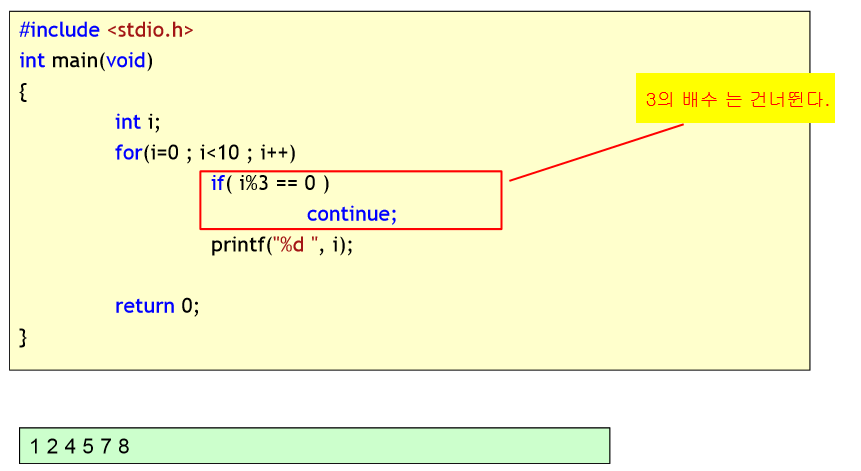 #include <stdio.h>
int main(void)
{
int i;
for(i=0 ; i<10 ; i++)
if( i%3 == 0 )
continue;
printf("%d ", i);
return 0;
}
3의 배수 는 건너뛴다.
1 2 4 5 7 8